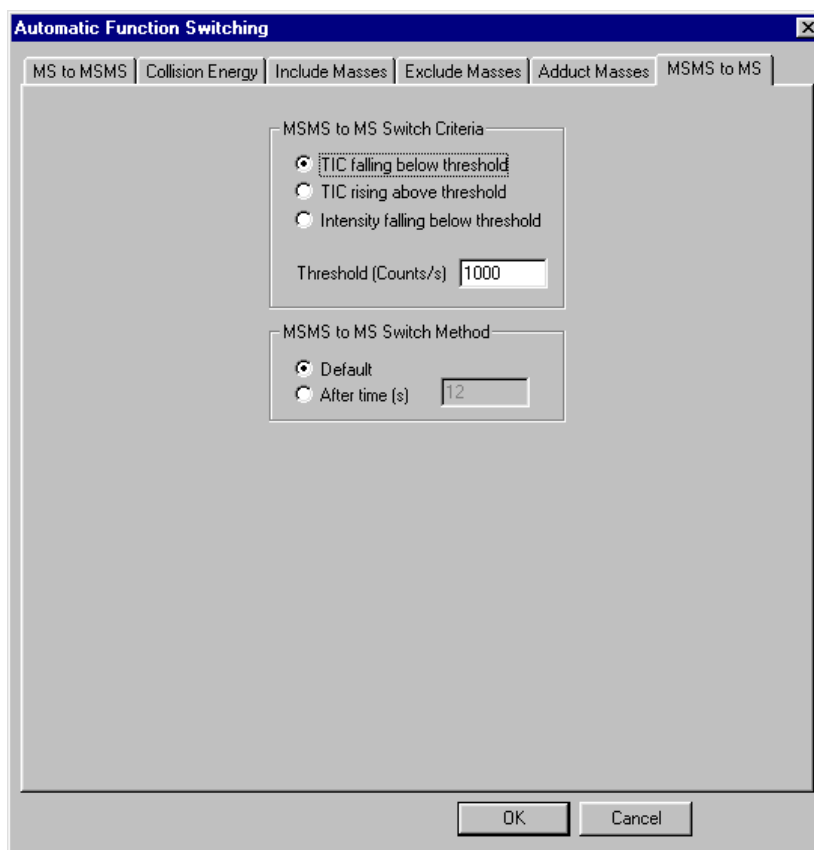 Automatic Function Switching
MS to MSMS Collision Energy Include Masses Exclude Masses Adduct Masses MSMS to MS
MSMS to MS Switch Criteria
TIC falling below threshold
TIC rising above threshold
Intensity falling below threshold
Threshold (Counts/s) 1000
MSMS to MS Switch Method
Default
After time (s) 12
OK Cancel